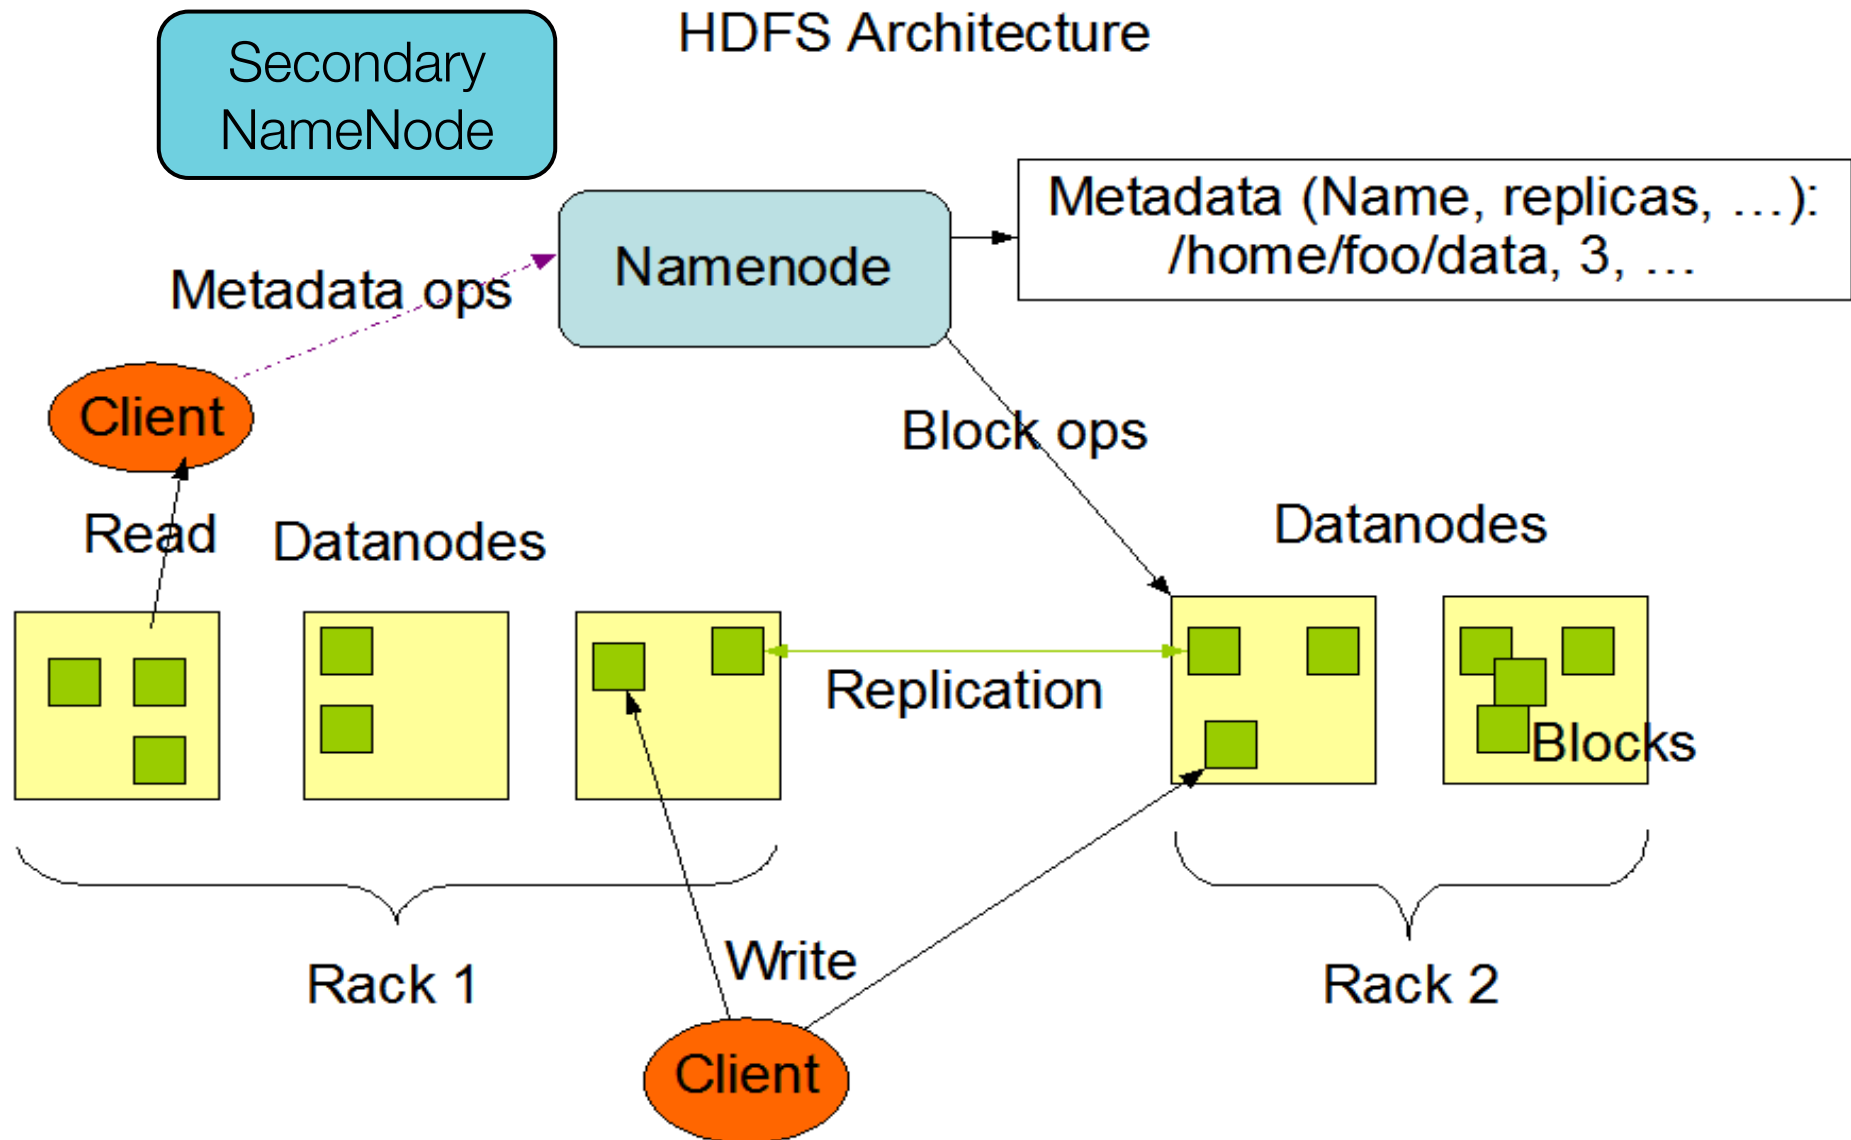 HDFS Architecture
Secondary
NameNode
Metadata (Name, replicas, …):
/home/foo/data, 3, …
Namenode
Metadata ops
Client
Block ops
Read
Datanodes
Datanodes
Replication
Blocks
Write
Rack 1
Rack 2
Client